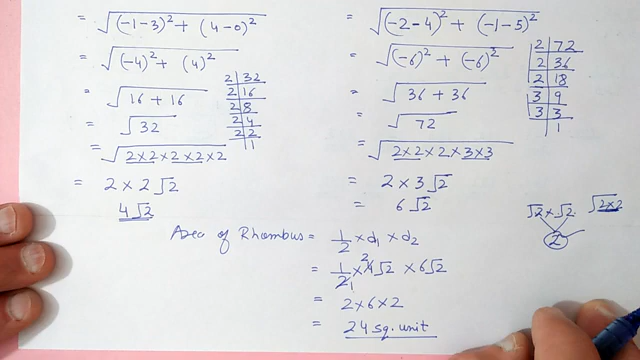 = √(-1-3)² + (4-0)²
= √(-4)² + (4)²
= √16 + 16
= √32
= √2×2×2×2×2
= 2 × 2√2
4√2
2 | 32
2 | 16
2 | 8
2 | 4
2 | 2
1
= √(-2-4)² + (-1-5)²
= √(-6)² + (-6)²
= √36 + 36
= √72
= √2×2×2×3×3
= 2 × 3√2
= 6√2
2 | 72
2 | 36
2 | 18
3 | 9
3 | 3
1
Area of Rhombus = 1/2 × d₁ × d₂
= 1/2 × 4√2 × 6√2
2
1
= 2×6×2
= 24 sq. unit
√2 × √2 √2×2
2